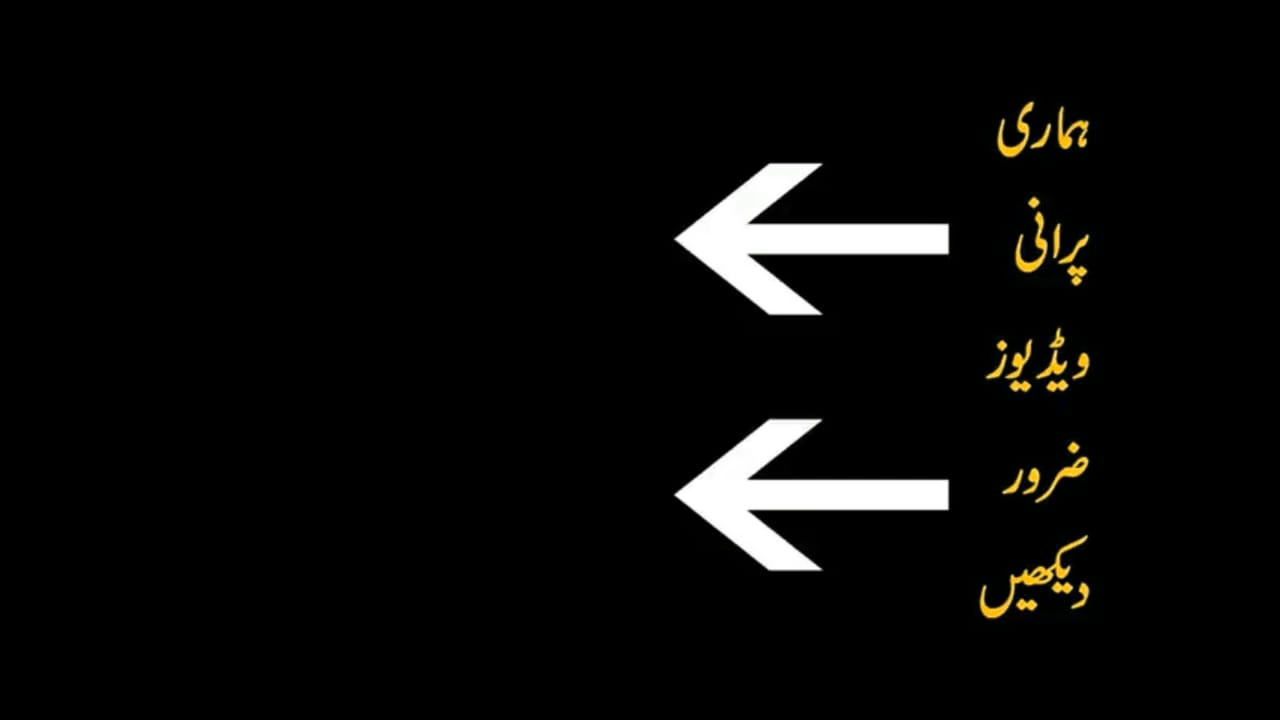 ہماری
پرانی
ویڈیوز
ضرور
دیکھیں